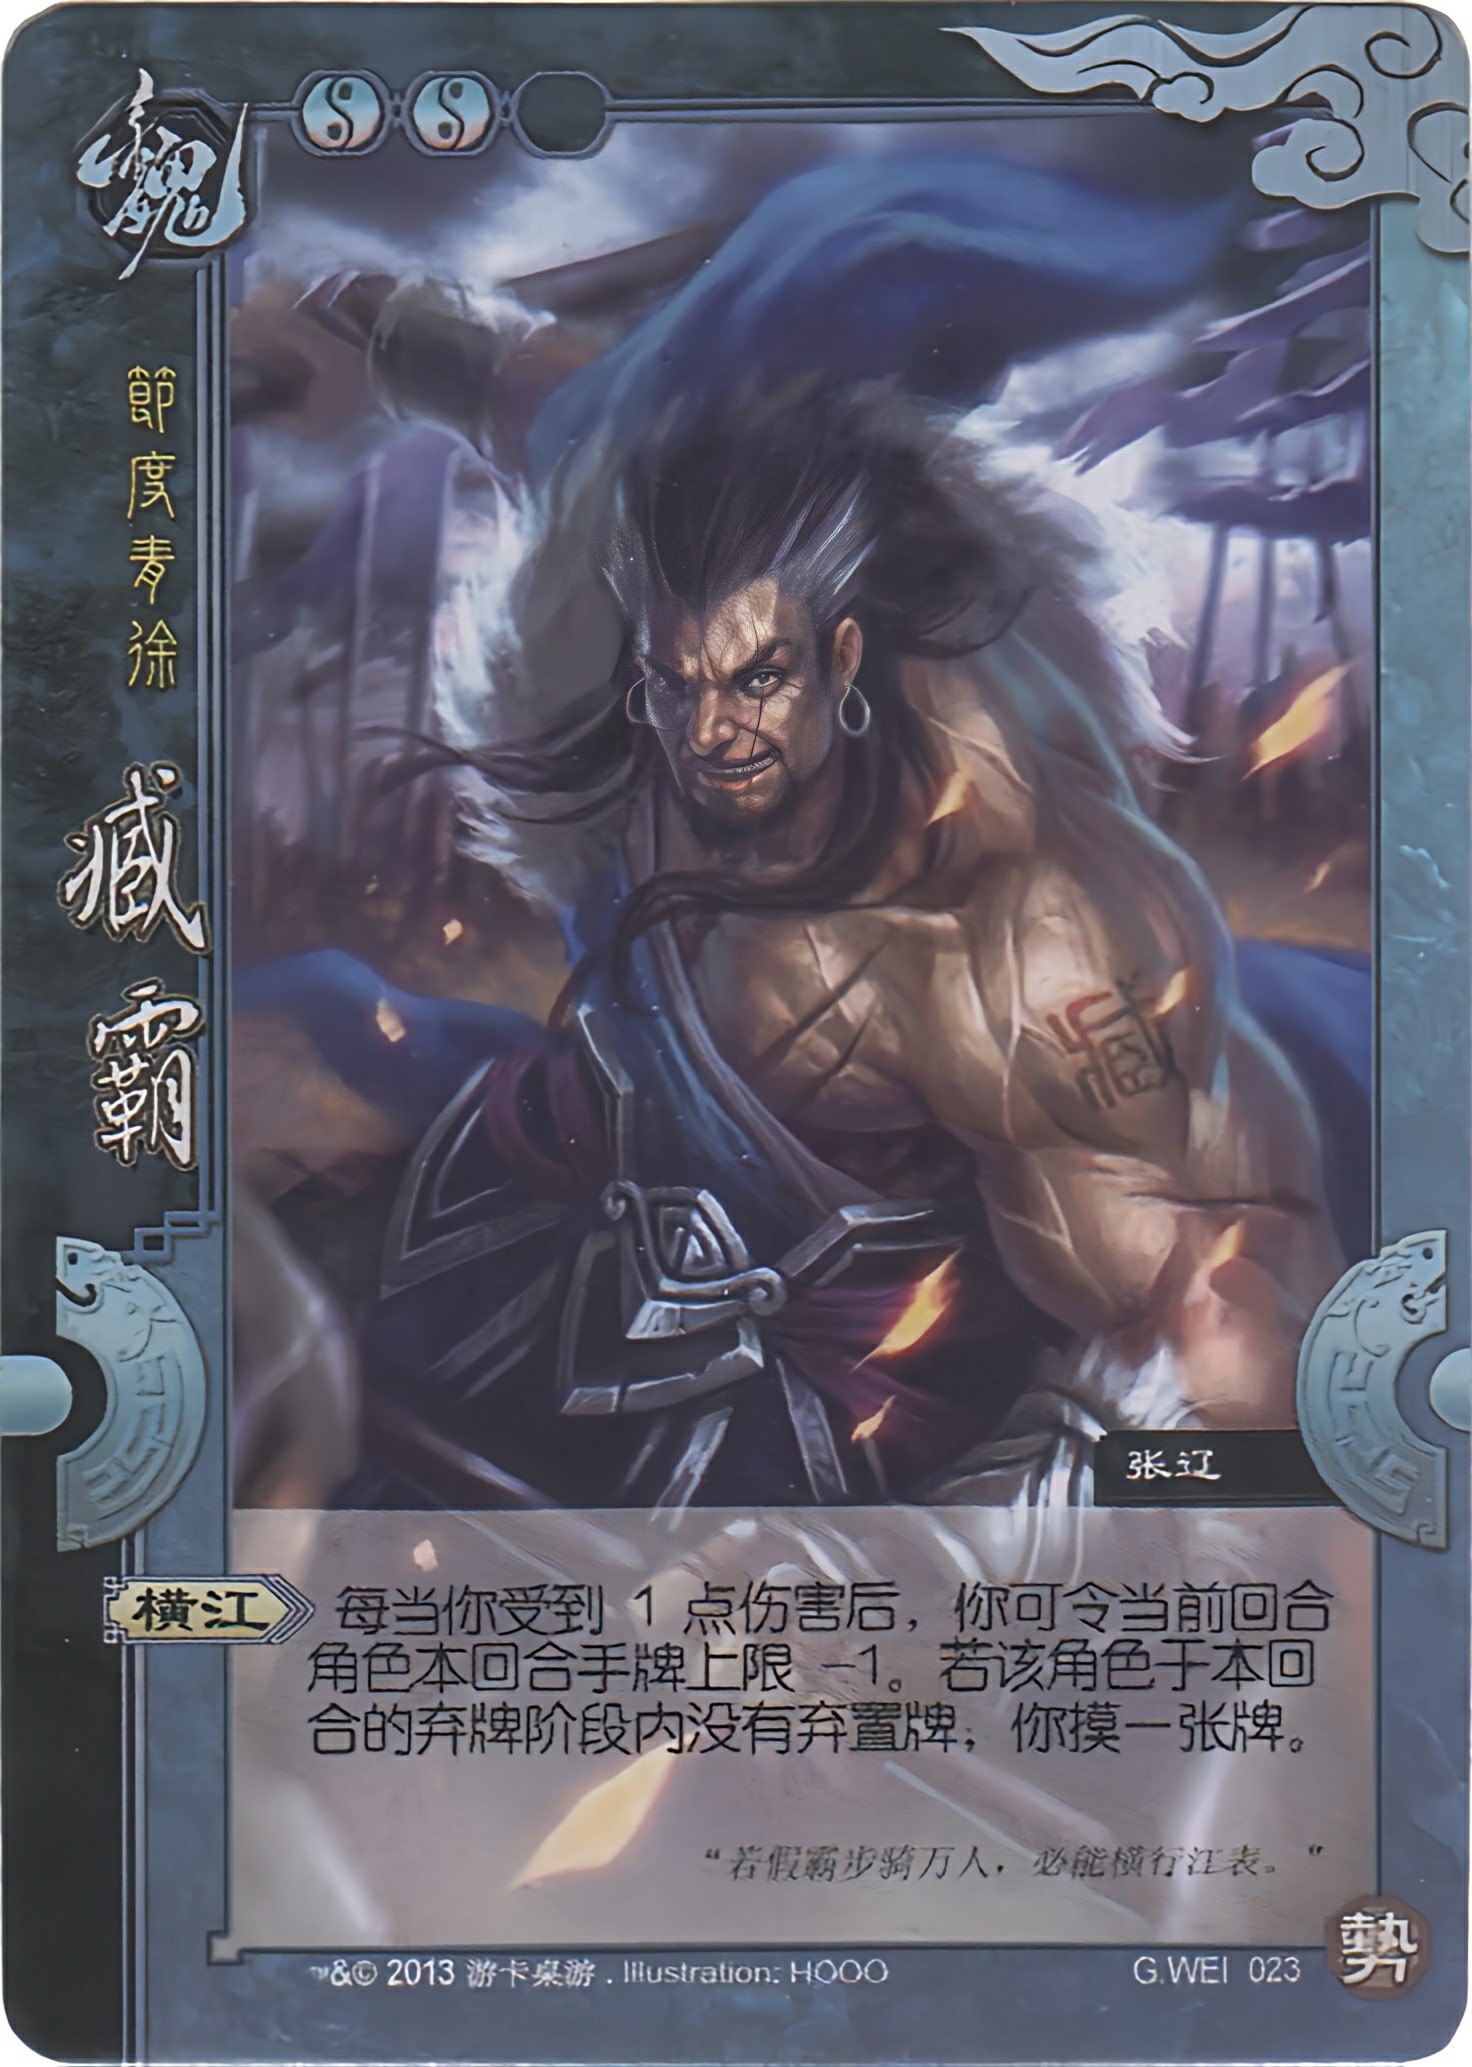 魏
節度青徐
臧霸
臧
张辽
横江
每当你受到 1 点伤害后，你可令当前回合
角色本回合手牌上限 -1。若该角色于本回
合的弃牌阶段内没有弃置牌，你摸一张牌。
“若假霸步骑万人，必能横行江表。”
™&© 2013 游卡桌游 . Illustration: HOOO
G.WEI 023
勢